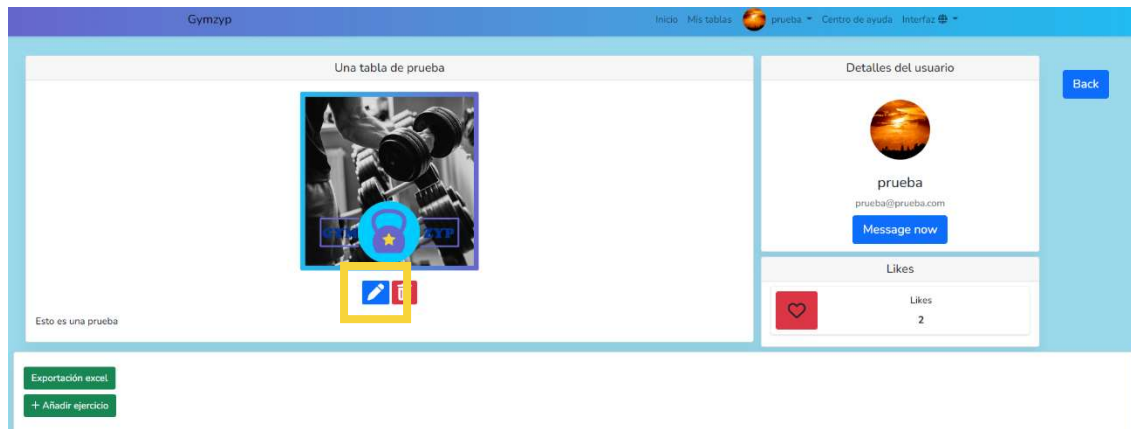 Gymzyp
Inicio Mis tablas prueba Centro de ayuda Interfaz
Una tabla de prueba
Esto es una prueba
Detalles del usuario
prueba
prueba@prueba.com
Message now
Likes
Likes
2
Back
Exportación excel
+ Añadir ejercicio